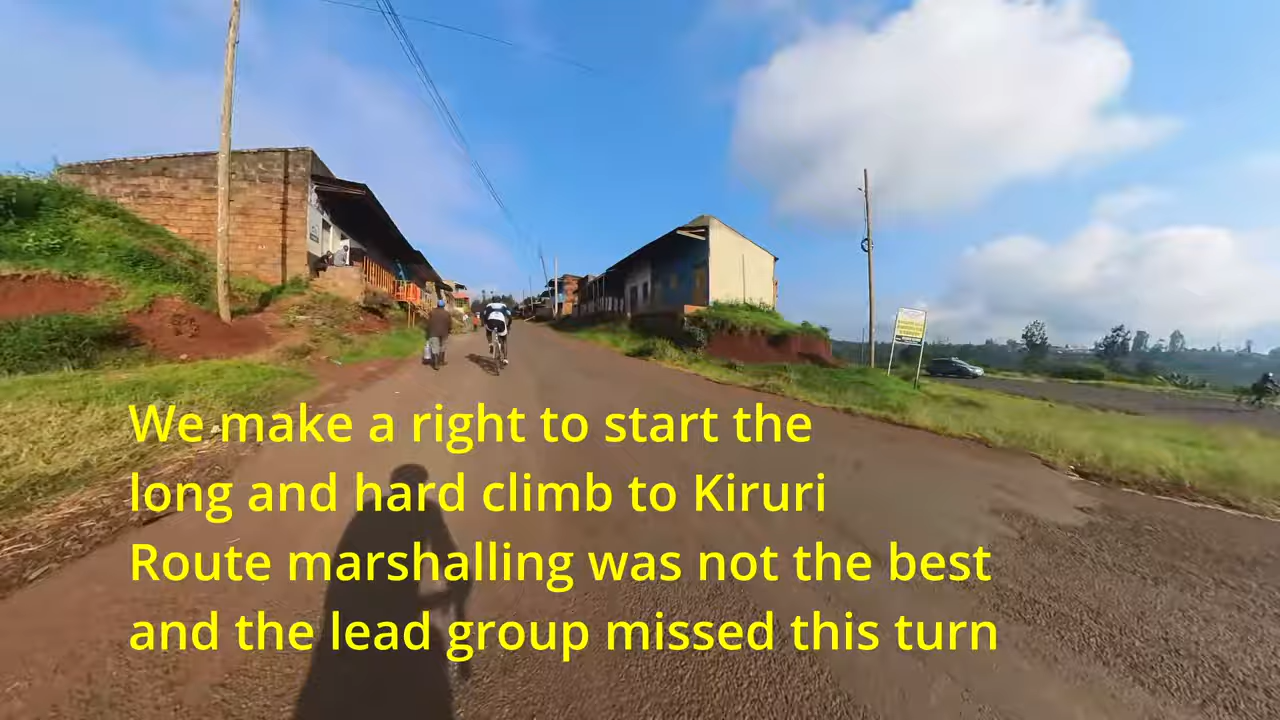 We make a right to start the
long and hard climb to Kiruri
Route marshalling was not the best
and the lead group missed this turn